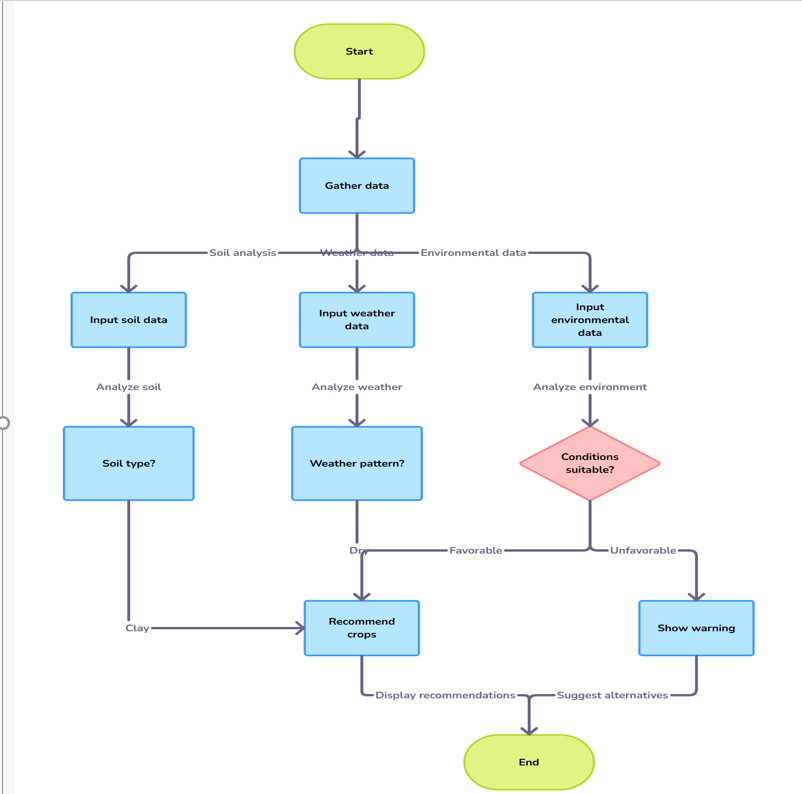 Start
Gather data
Soil analysis
Weather data
Environmental data
Input soil data
Input weather
data
Input
environmental
data
Analyze soil
Analyze weather
Analyze environment
Soil type?
Weather pattern?
Conditions
suitable?
Dry
Favorable
Unfavorable
Clay
Recommend
crops
Show warning
Display recommendations
Suggest alternatives
End